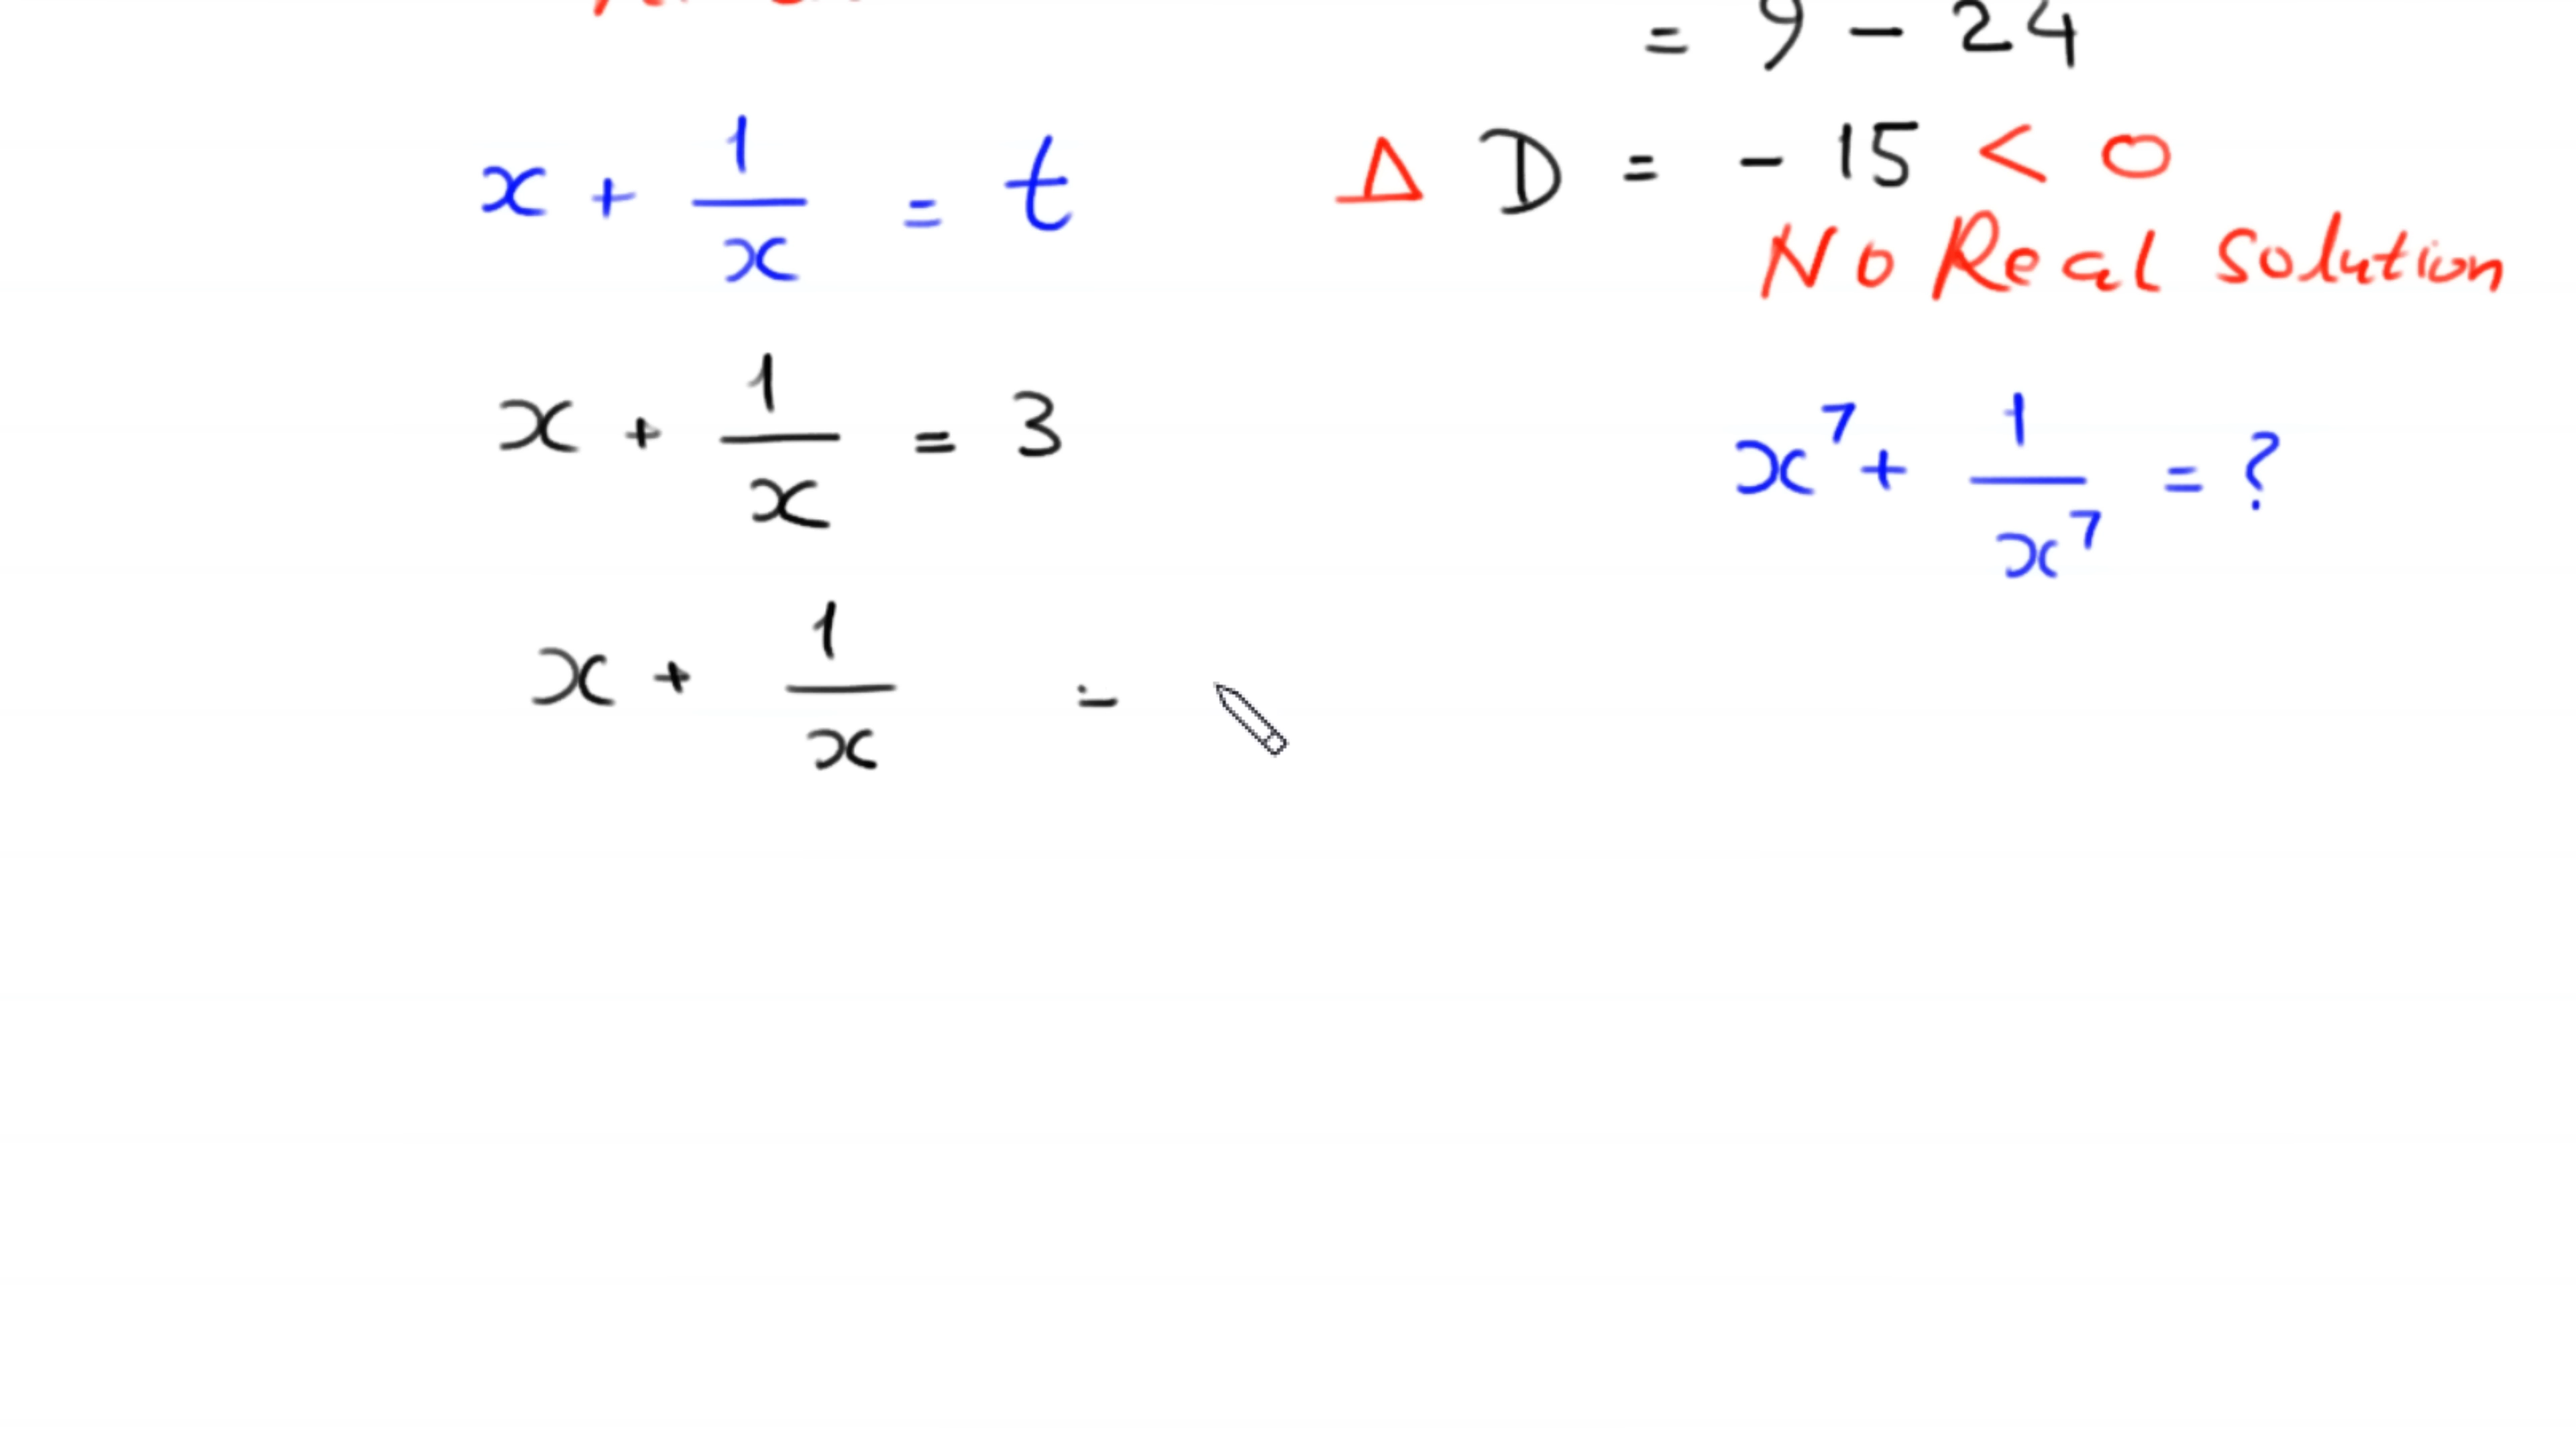 = 9 - 24
x + 1/x = t
Δ D = - 15 < 0
No Real Solution
x + 1/x = 3
x⁷ + 1/x⁷ = ?
x + 1/x =